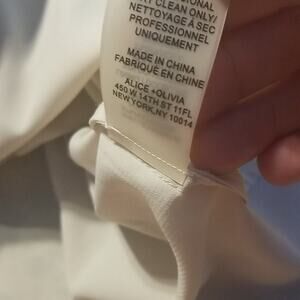 CLEAN ONLY/
NETTOYAGE À SEC
PROFESSIONNEL
UNIQUEMENT
MADE IN CHINA
FABRIQUÉ EN CHINE
ALICE +OLIVIA
450 W 14TH ST 11FL
NEW YORK,NY 10014